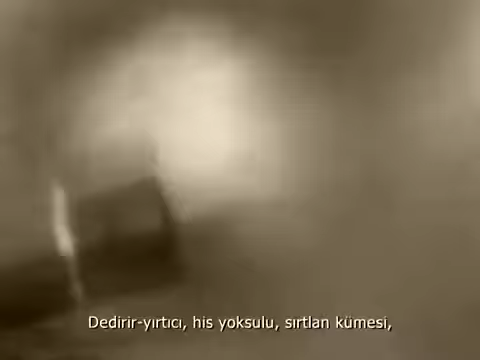 Dedirir-yırtıcı, his yoksulu, sırtlan kümesi,